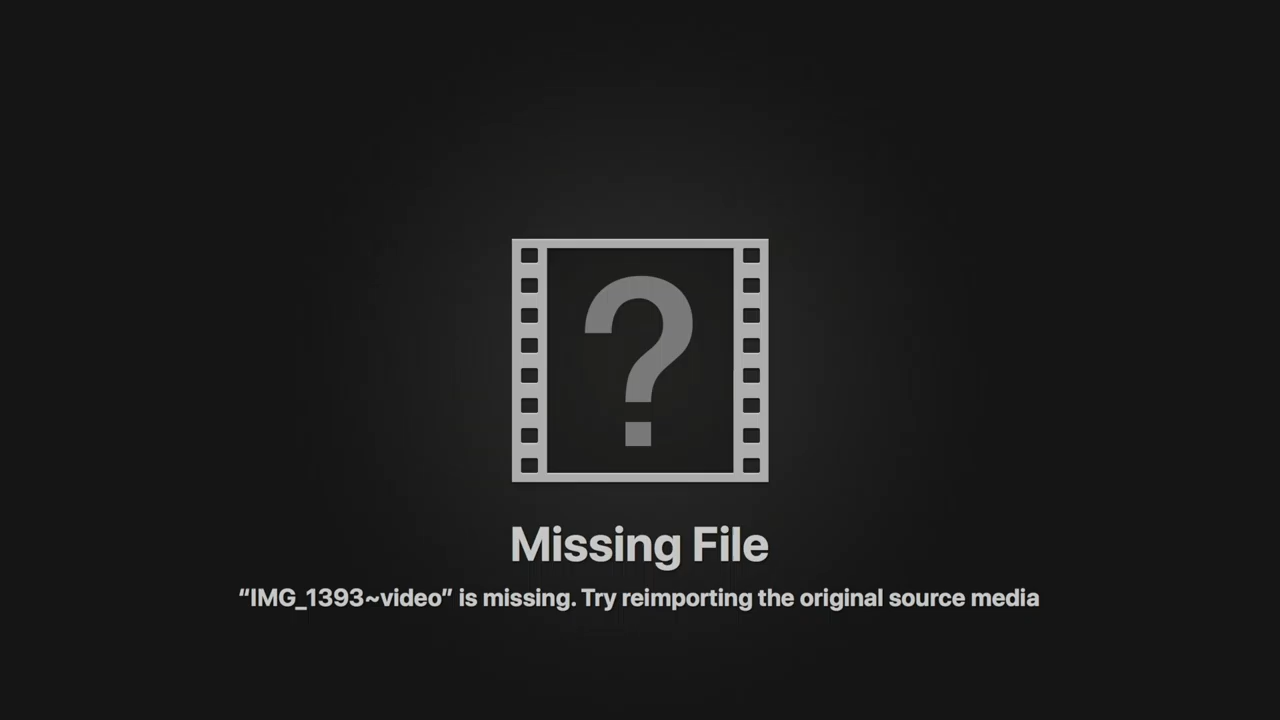 ?
Missing File
“IMG_1393~video” is missing. Try reimporting the original source media